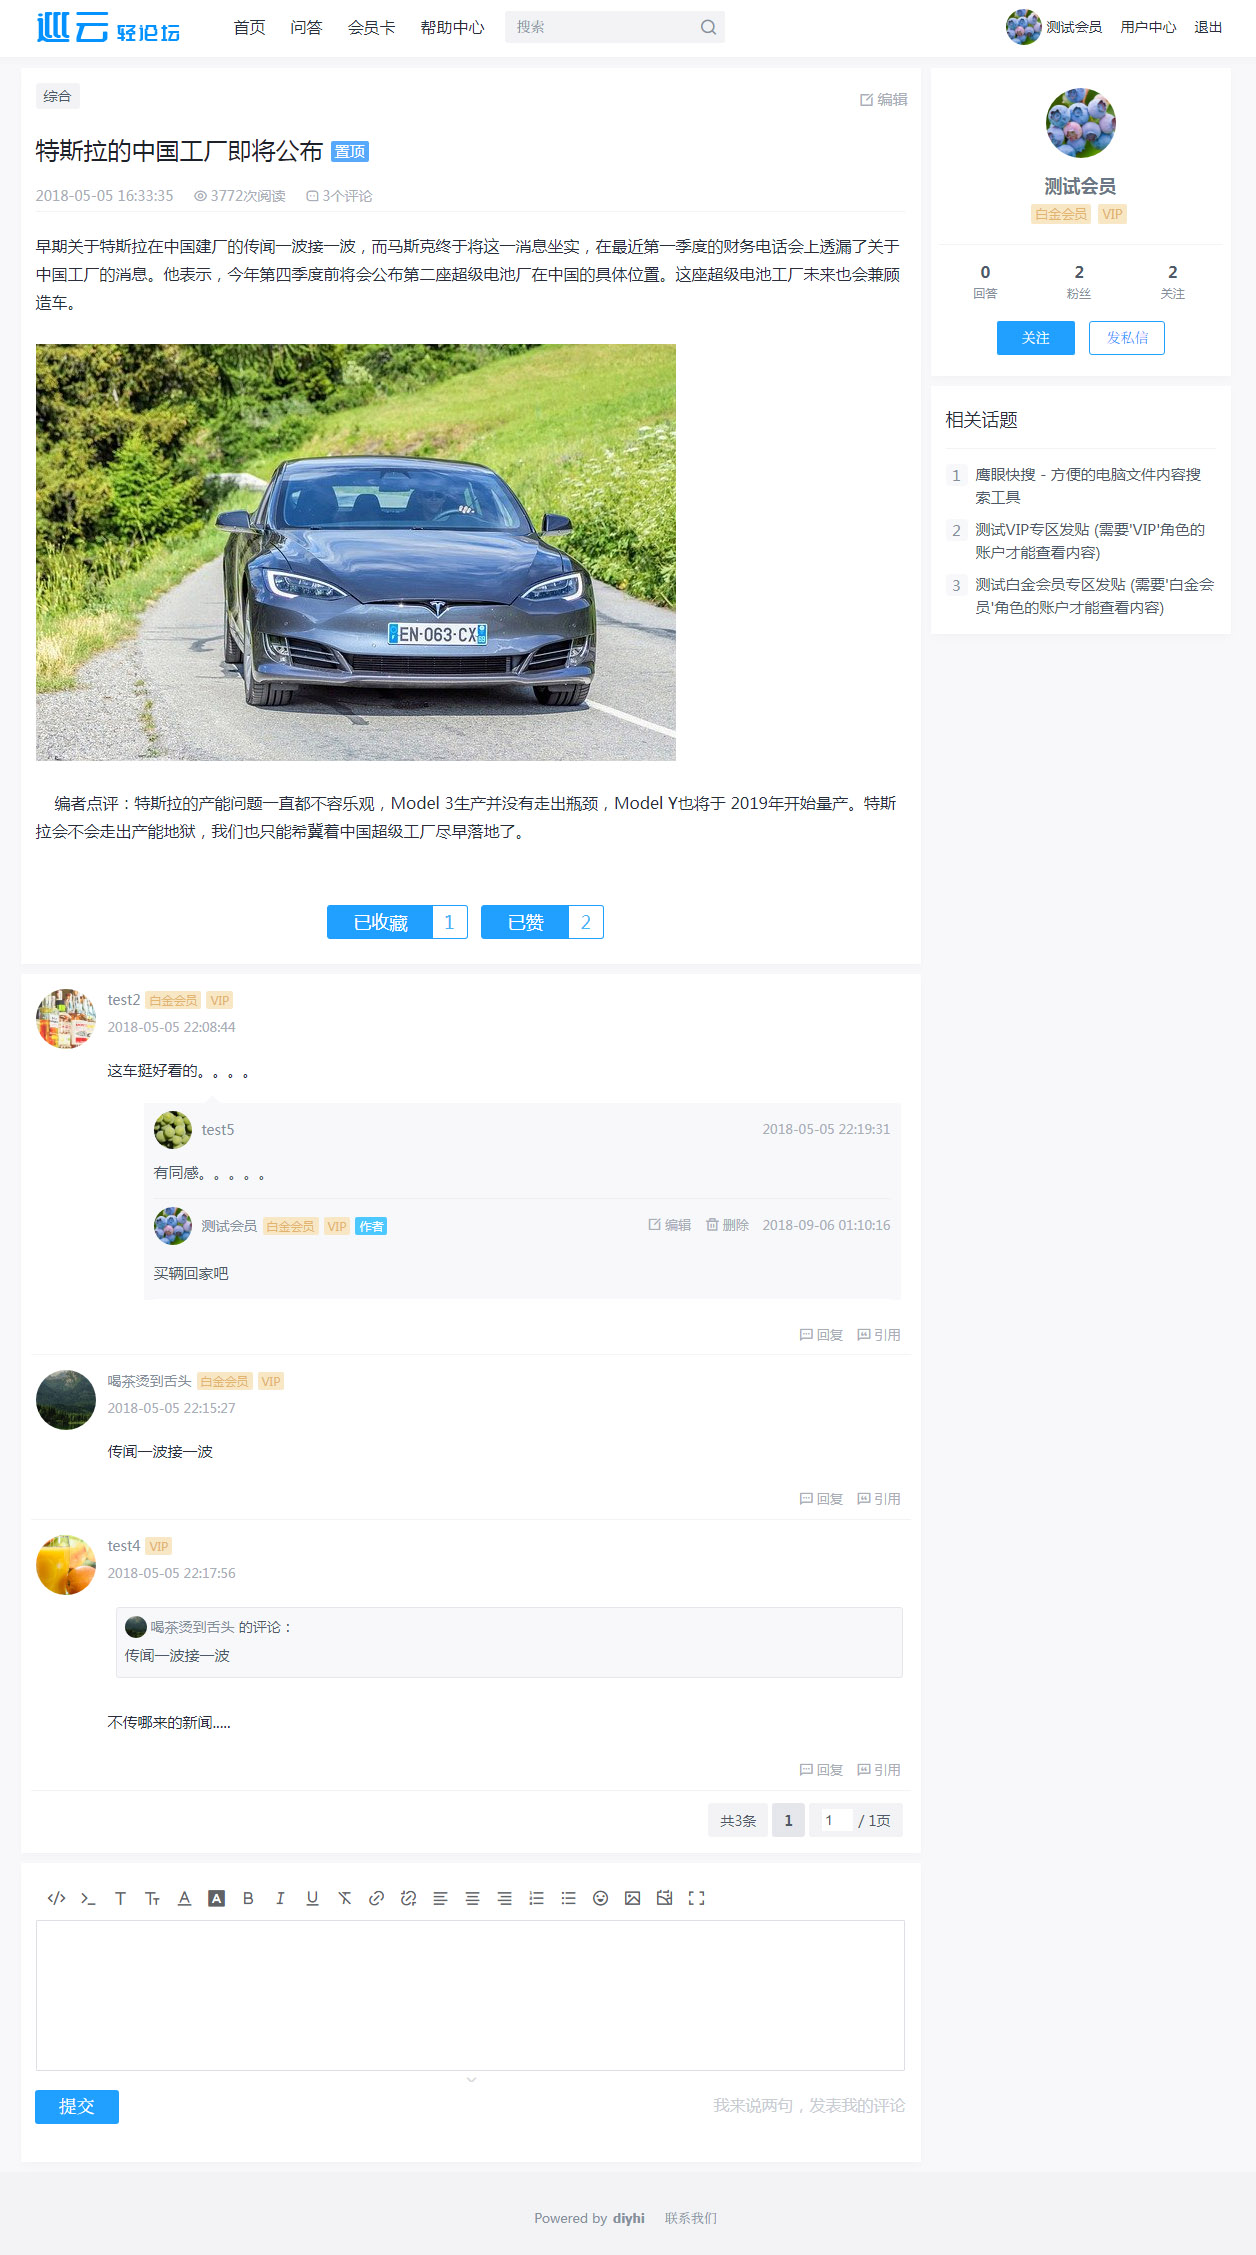 巡云 轻论坛 首页 问答 会员卡 帮助中心 搜索 测试会员 用户中心 退出
综合 编辑
特斯拉的中国工厂即将公布 置顶
2018-05-05 16:33:35 3772次阅读 3个评论
早期关于特斯拉在中国建厂的传闻一波接一波，而马斯克终于将这一消息坐实，在最近第一季度的财务电话会上透漏了关于
中国工厂的消息。他表示，今年第四季度前将会公布第二座超级电池厂在中国的具体位置。这座超级电池工厂未来也会兼顾
造车。
EN-063-CX
编者点评：特斯拉的产能问题一直都不容乐观，Model 3生产并没有走出瓶颈，Model Y也将于 2019年开始量产。特斯
拉会不会走出产能地狱，我们也只能希冀着中国超级工厂尽早落地了。
已收藏 1 已赞 2
test2 白金会员 VIP
2018-05-05 22:08:44
这车挺好看的。。。。
test5 2018-05-05 22:19:31
有同感。。。。。
测试会员 白金会员 VIP 作者 编辑 删除 2018-09-06 01:10:16
买辆回家吧
回复 引用
喝茶烫到舌头 白金会员 VIP
2018-05-05 22:15:27
传闻一波接一波
回复 引用
test4 VIP
2018-05-05 22:17:56
喝茶烫到舌头 的评论：
传闻一波接一波
不传哪来的新闻.....
回复 引用
共3条 1 1 / 1页
提交 我来说两句，发表我的评论
测试会员
白金会员 VIP
0 2 2
回答 粉丝 关注
关注 发私信
相关话题
1 鹰眼快搜 - 方便的电脑文件内容搜
索工具
2 测试VIP专区发贴 (需要'VIP'角色的
账户才能查看内容)
3 测试白金会员专区发贴 (需要'白金会
员'角色的账户才能查看内容)
Powered by diyhi 联系我们